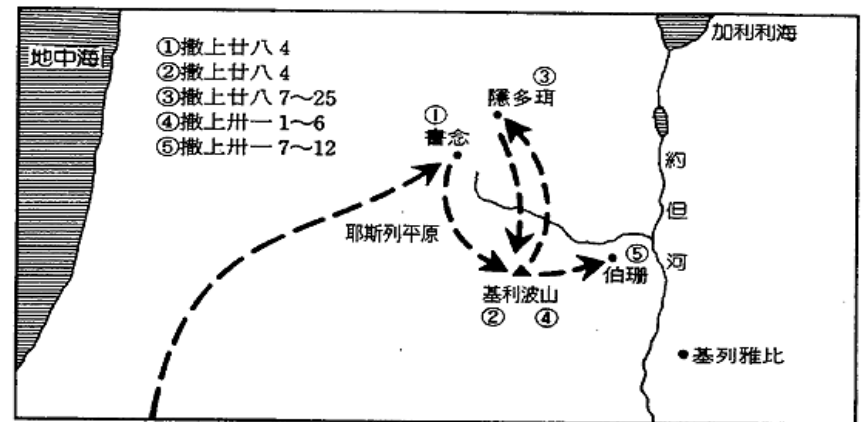 地中海
①撒上廿八 4
②撒上廿八 4
③撒上廿八 7～25
④撒上卅一 1～6
⑤撒上卅一 7～12
加利利海
③
隱多珥
①
書念
約但河
耶斯列平原
⑤
伯珊
基利波山
② ④
基列雅比